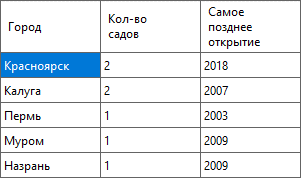 Город
Кол-во
садов
Самое
позднее
открытие
Красноярск 2 2018
Калуга 2 2007
Пермь 1 2003
Муром 1 2009
Назрань 1 2009